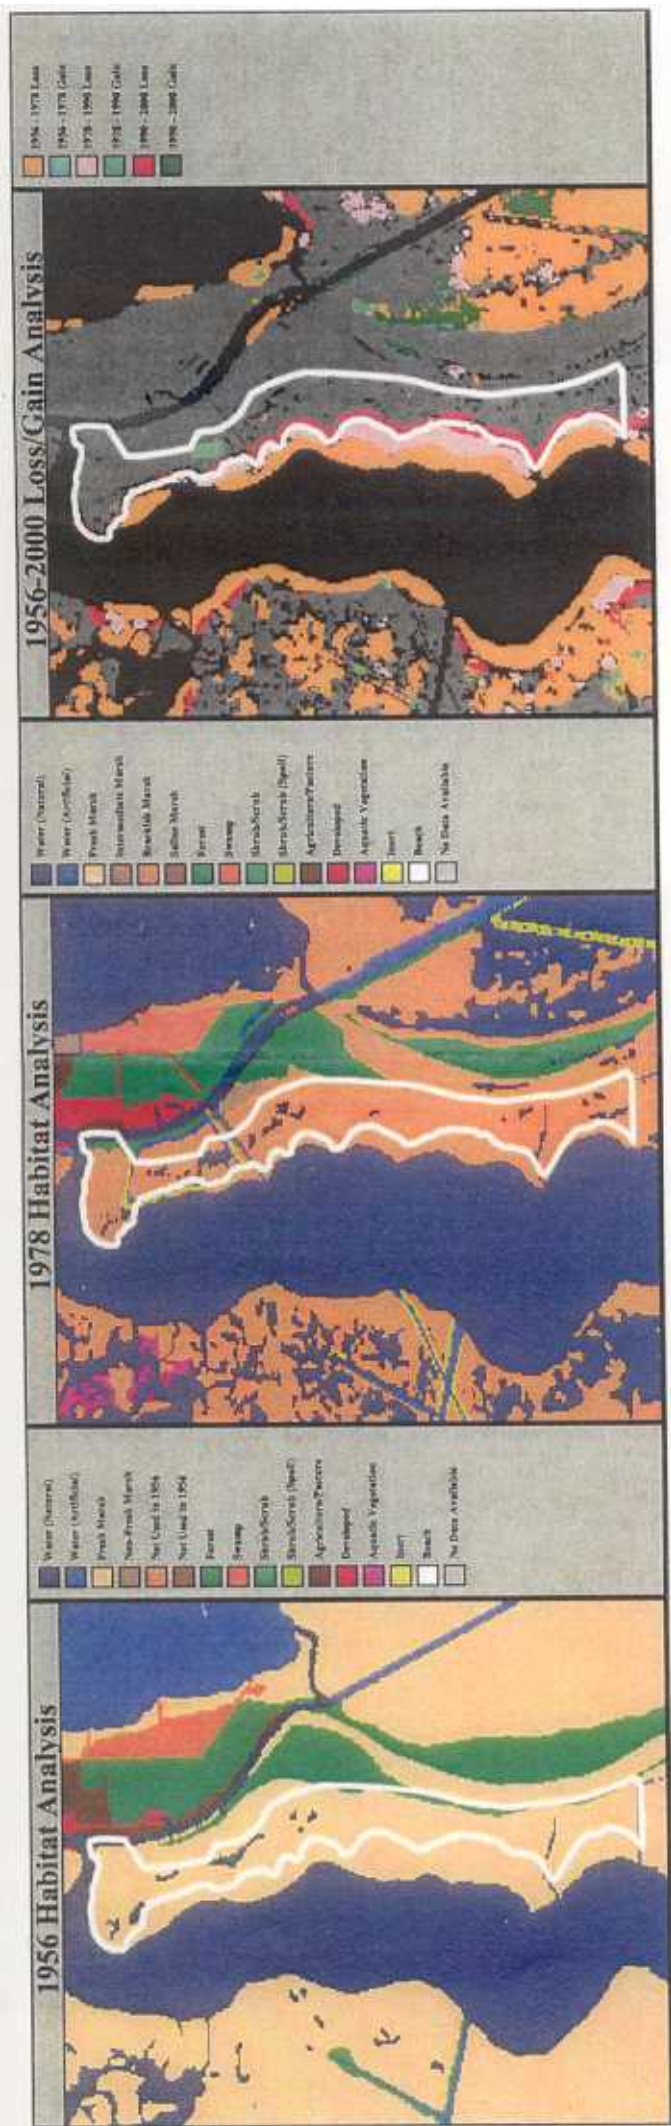 1956 Habitat Analysis
Water (Natural)
Water (Artificial)
Fresh Marsh
Non-Fresh Marsh
Not Used in 1956
Not Used in 1956
Forest
Swamp
Shrub/Scrub
Shrub/Scrub (Spoil)
Agriculture/Pasture
Developed
Aquatic Vegetation
Inert
Beach
No Data Available
1978 Habitat Analysis
Water (Natural)
Water (Artificial)
Fresh Marsh
Intermediate Marsh
Brackish Marsh
Saline Marsh
Forest
Swamp
Shrub/Scrub
Shrub/Scrub (Spoil)
Agriculture/Pasture
Developed
Aquatic Vegetation
Inert
Beach
No Data Available
1956-2000 Loss/Gain Analysis
1956 - 1978 Loss
1956 - 1978 Gain
1978 - 1990 Loss
1978 - 1990 Gain
1990 - 2000 Loss
1990 - 2000 Gain